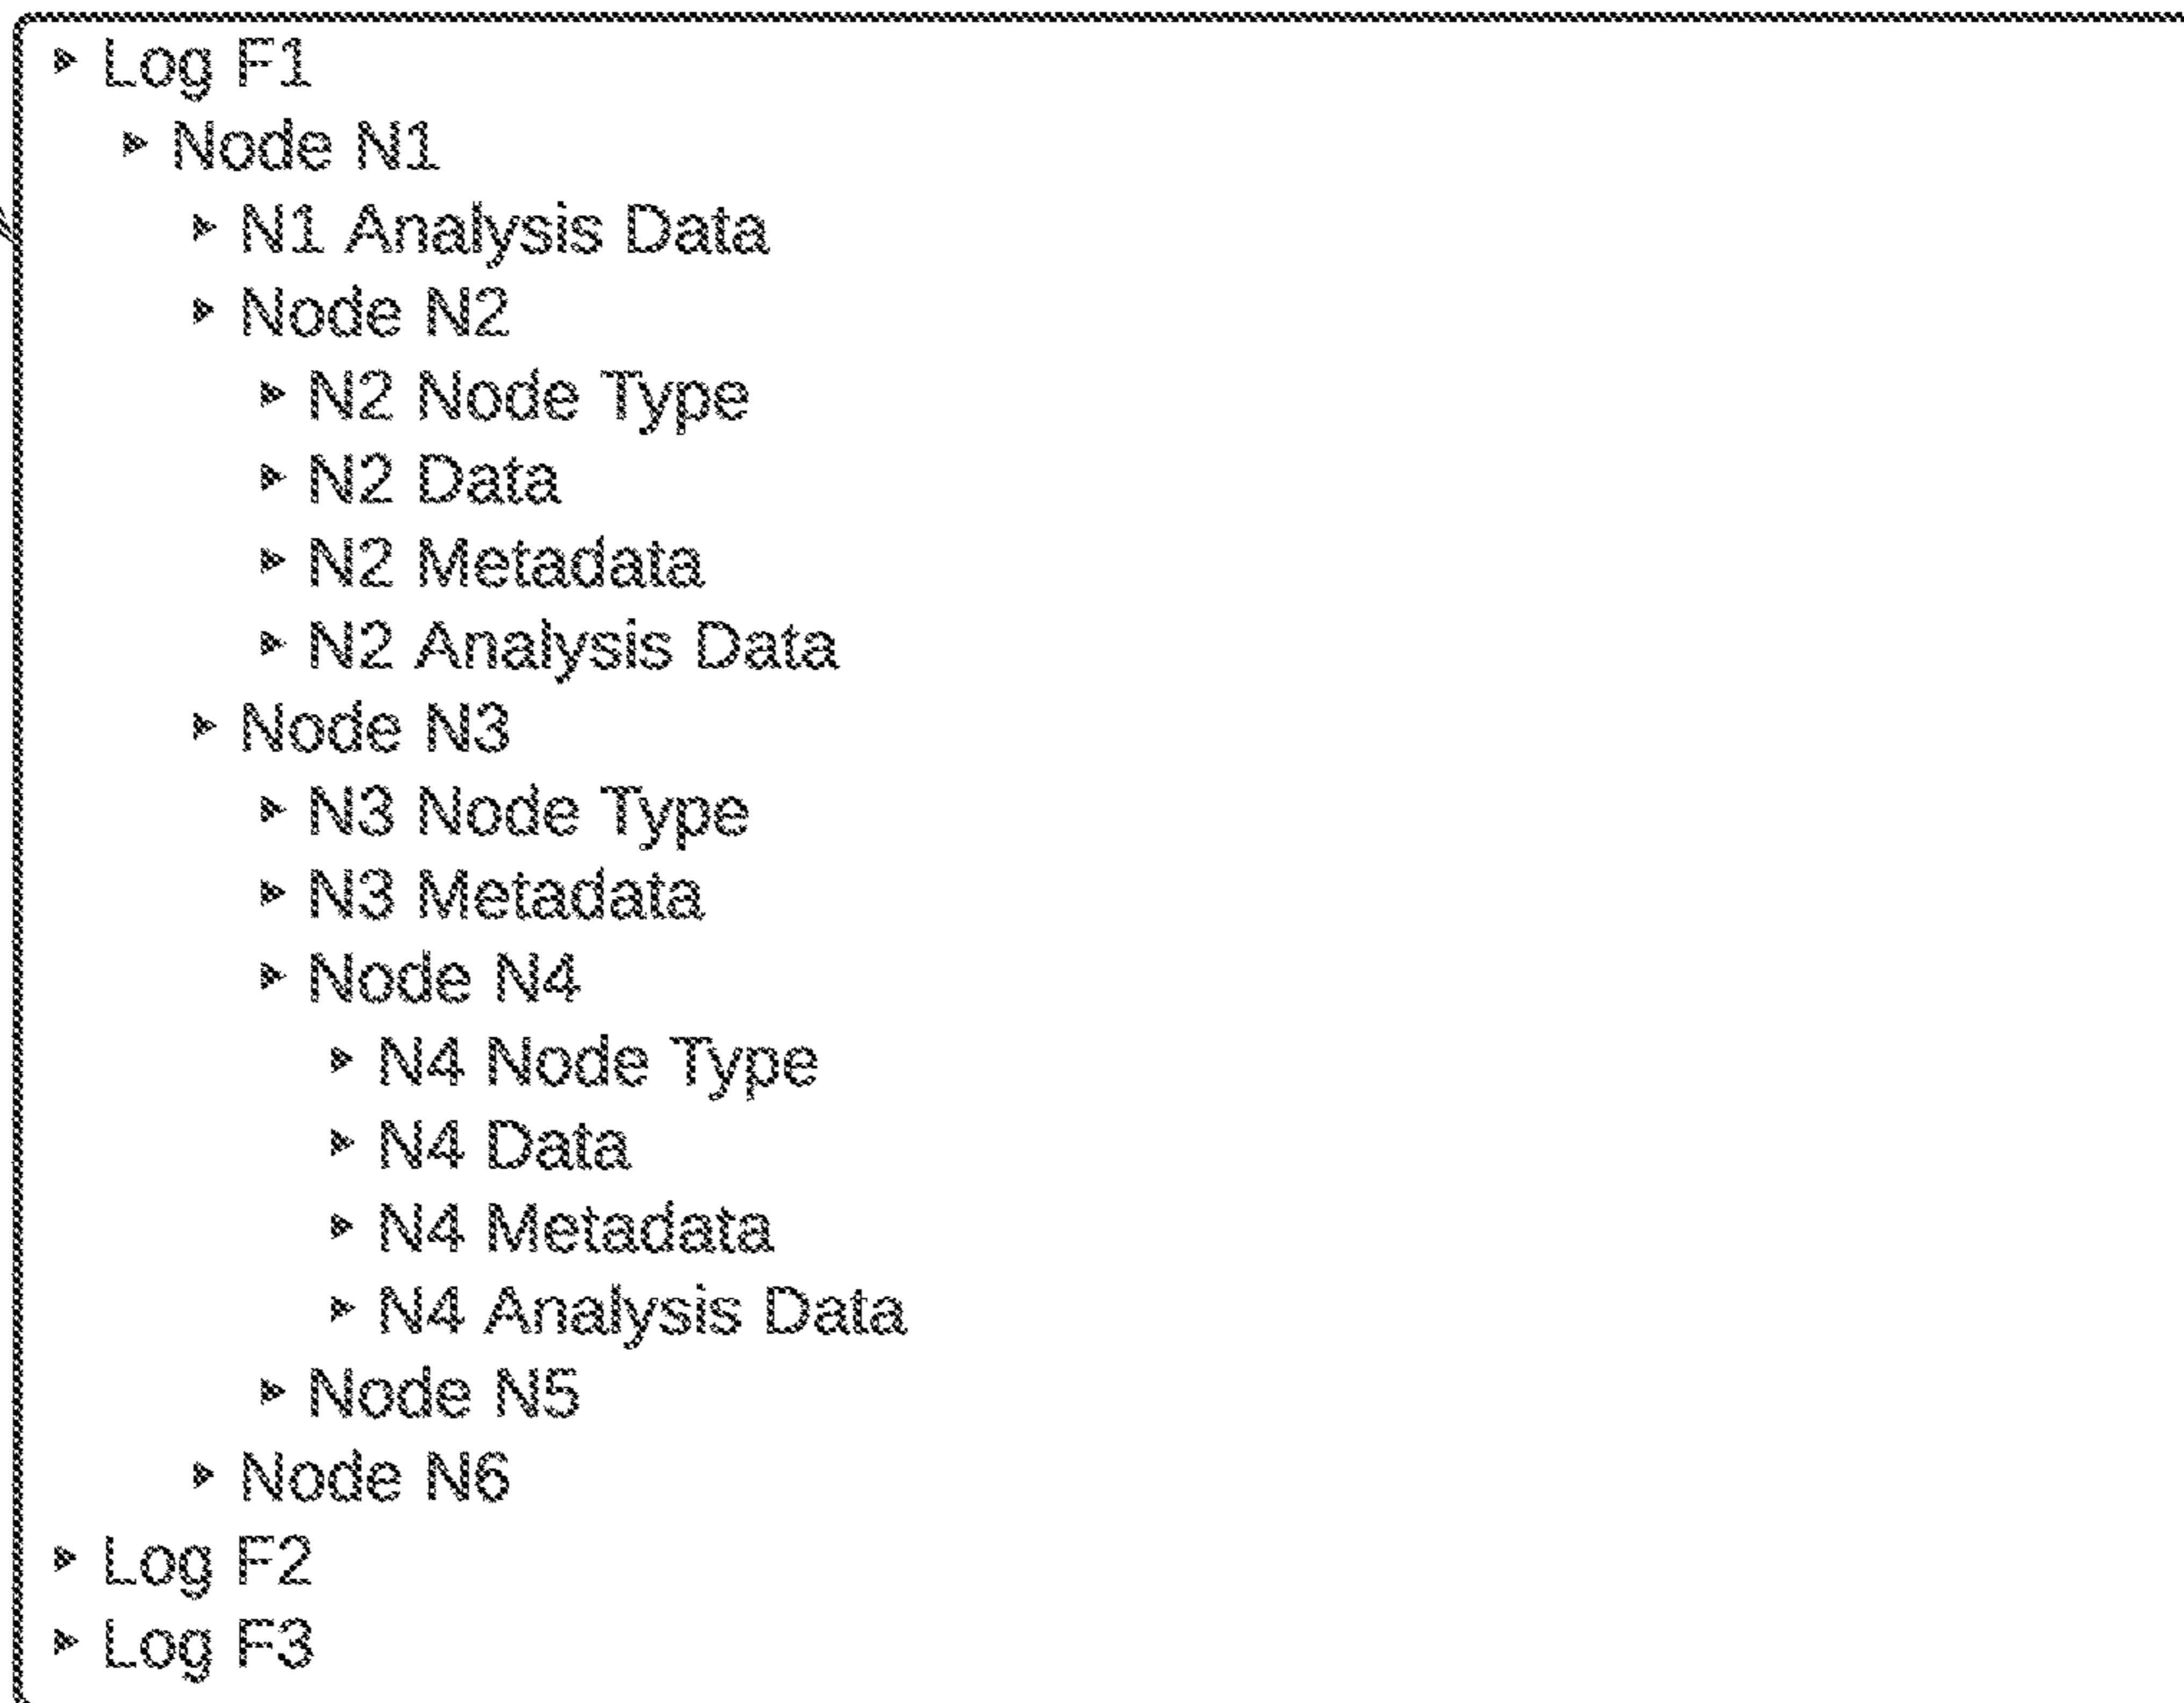 Log F1
Node N1
N1 Analysis Data
Node N2
N2 Node Type
N2 Data
N2 Metadata
N2 Analysis Data
Node N3
N3 Node Type
N3 Metadata
Node N4
N4 Node Type
N4 Data
N4 Metadata
N4 Analysis Data
Node N5
Node N6
Log F2
Log F3